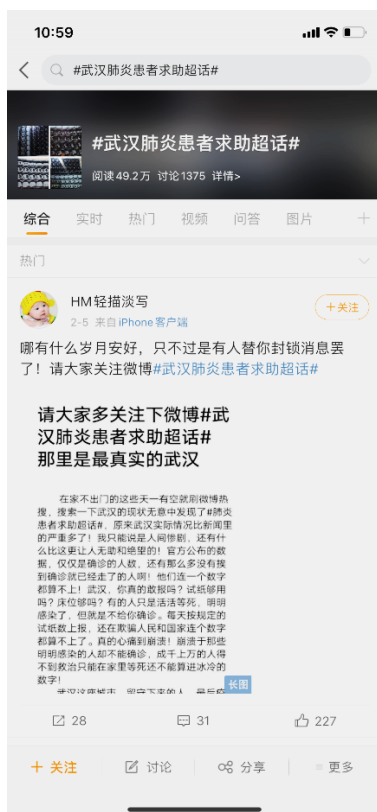 10:59
#武汉肺炎患者求助超话#
#武汉肺炎患者求助超话#
阅读49.2万 讨论1375 详情>
综合 实时 热门 视频 问答 图片
热门
HM轻描淡写
2-5 来自 iPhone客户端
+关注
哪有什么岁月安好，只不过是有人替你封锁消息罢
了！请大家关注微博#武汉肺炎患者求助超话#
请大家多关注下微博#武
汉肺炎患者求助超话#
那里是最真实的武汉
在家不出门的这些天一有空就刷微博热
搜，搜索一下武汉的现状无意中发现了#肺炎
患者求助超话#，原来武汉实际情况比新闻里
的严重多了！我只能说是人间惨剧，还有什
么比这更让人无助和绝望的！官方公布的数
据，仅仅是确诊的人数，还有那么多没有挨
到确诊就已经走了的人啊！他们连一个数字
都算不上！武汉，你真的敢报吗？试纸够用
吗？床位够吗？有的人只是活活等死，明明
感染了，但就是不给你确诊。每天按规定的
试纸数上报，还在欺骗人民和国家连个数字
都算不上了。真的心痛到崩溃！崩溃于那些
明明感染的人却不能确诊，成千上万的人得
不到救治只能在家里等死还不能算进冰冷的
数字！
长图
28 31 227
+ 关注 讨论 分享 更多